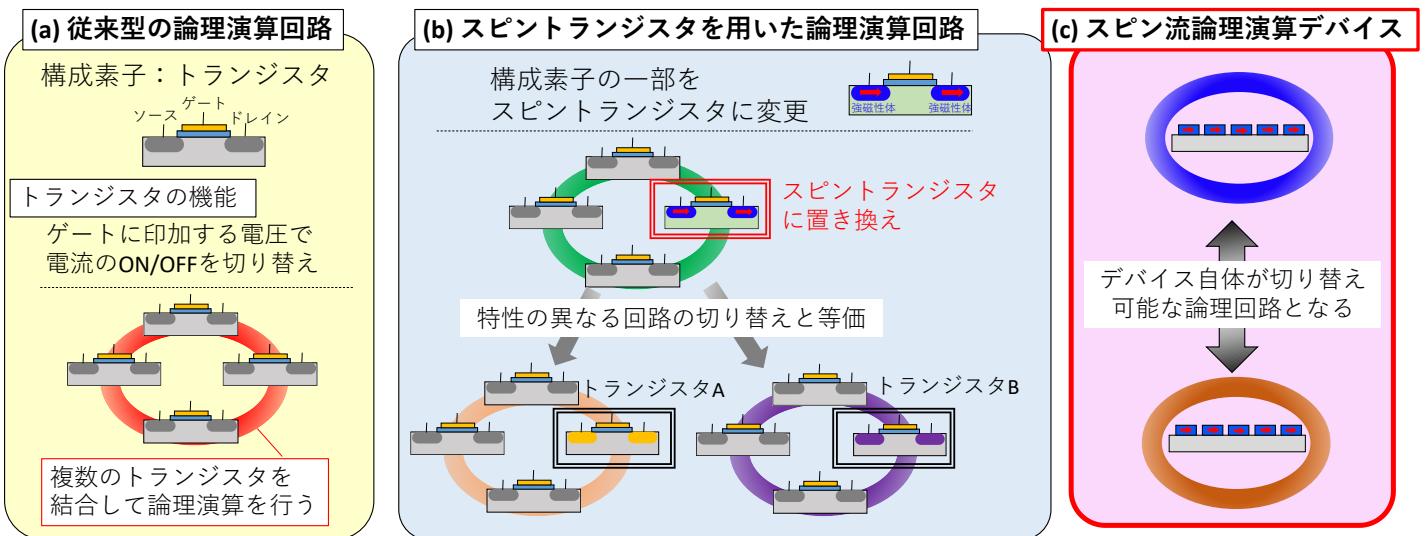 (a) 従来型の論理演算回路
構成素子：トランジスタ
ゲート
ソース
ドレイン
トランジスタの機能
ゲートに印加する電圧で
電流のON/OFFを切り替え
複数のトランジスタを
結合して論理演算を行う
(b) スピントランジスタを用いた論理演算回路
構成素子の一部を
スピントランジスタに変更
強磁性体
強磁性体
スピントランジスタ
に置き換え
特性の異なる回路の切り替えと等価
トランジスタA
トランジスタB
(c) スピン流論理演算デバイス
デバイス自体が切り替え
可能な論理回路となる